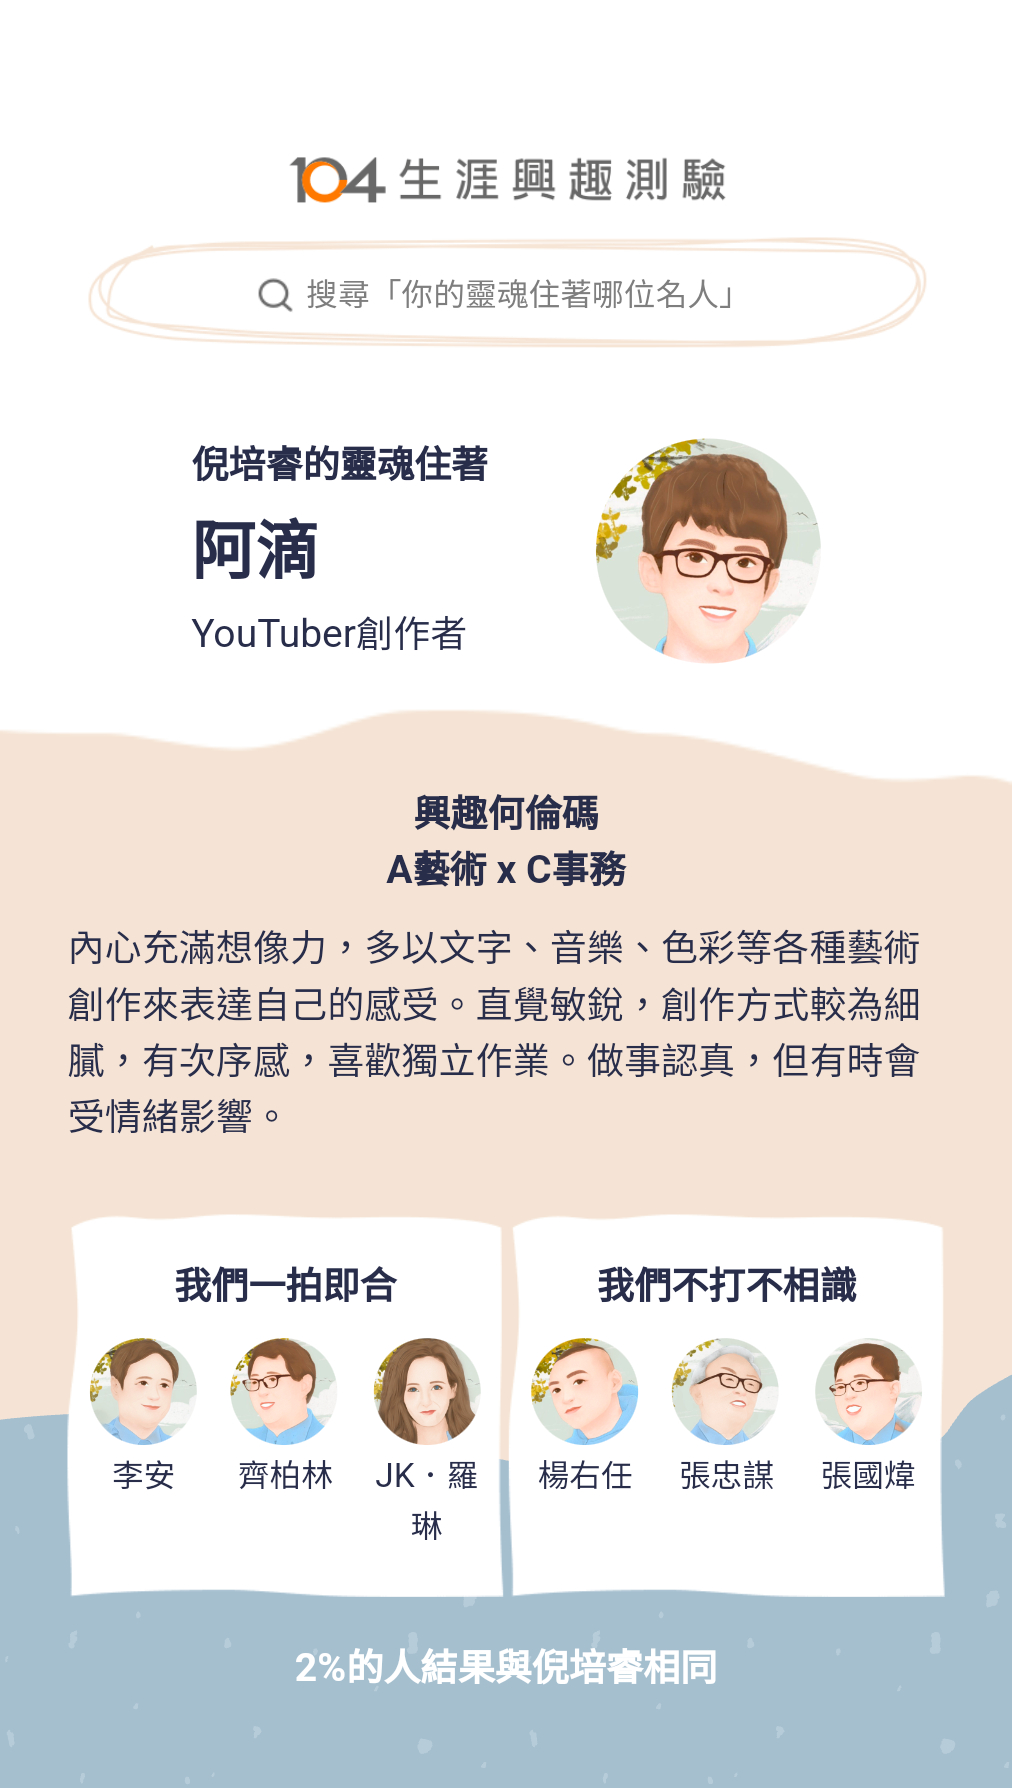 104 生涯興趣測驗
搜尋「你的靈魂住著哪位名人」
倪培睿的靈魂住著
阿滴
YouTuber創作者
興趣何倫碼
A藝術 x C事務
內心充滿想像力，多以文字、音樂、色彩等各種藝術
創作來表達自己的感受。直覺敏銳，創作方式較為細
膩，有次序感，喜歡獨立作業。做事認真，但有時會
受情緒影響。
我們一拍即合
李安
齊柏林
JK．羅
琳
我們不打不相識
楊右任
張忠謀
張國煒
2%的人結果與倪培睿相同